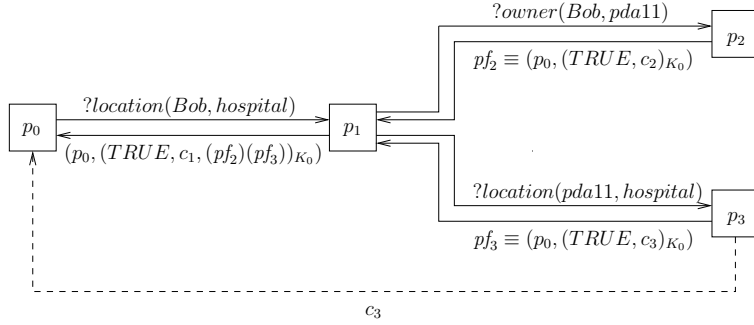 ?owner(Bob, pda11)
p₂
pf₂ ≡ (p₀, (TRUE, c₂)_{K₀})
?location(Bob, hospital)
p₀
p₁
(p₀, (TRUE, c₁, (pf₂)(pf₃))_{K₀})
?location(pda11, hospital)
p₃
pf₃ ≡ (p₀, (TRUE, c₃)_{K₀})
c₃